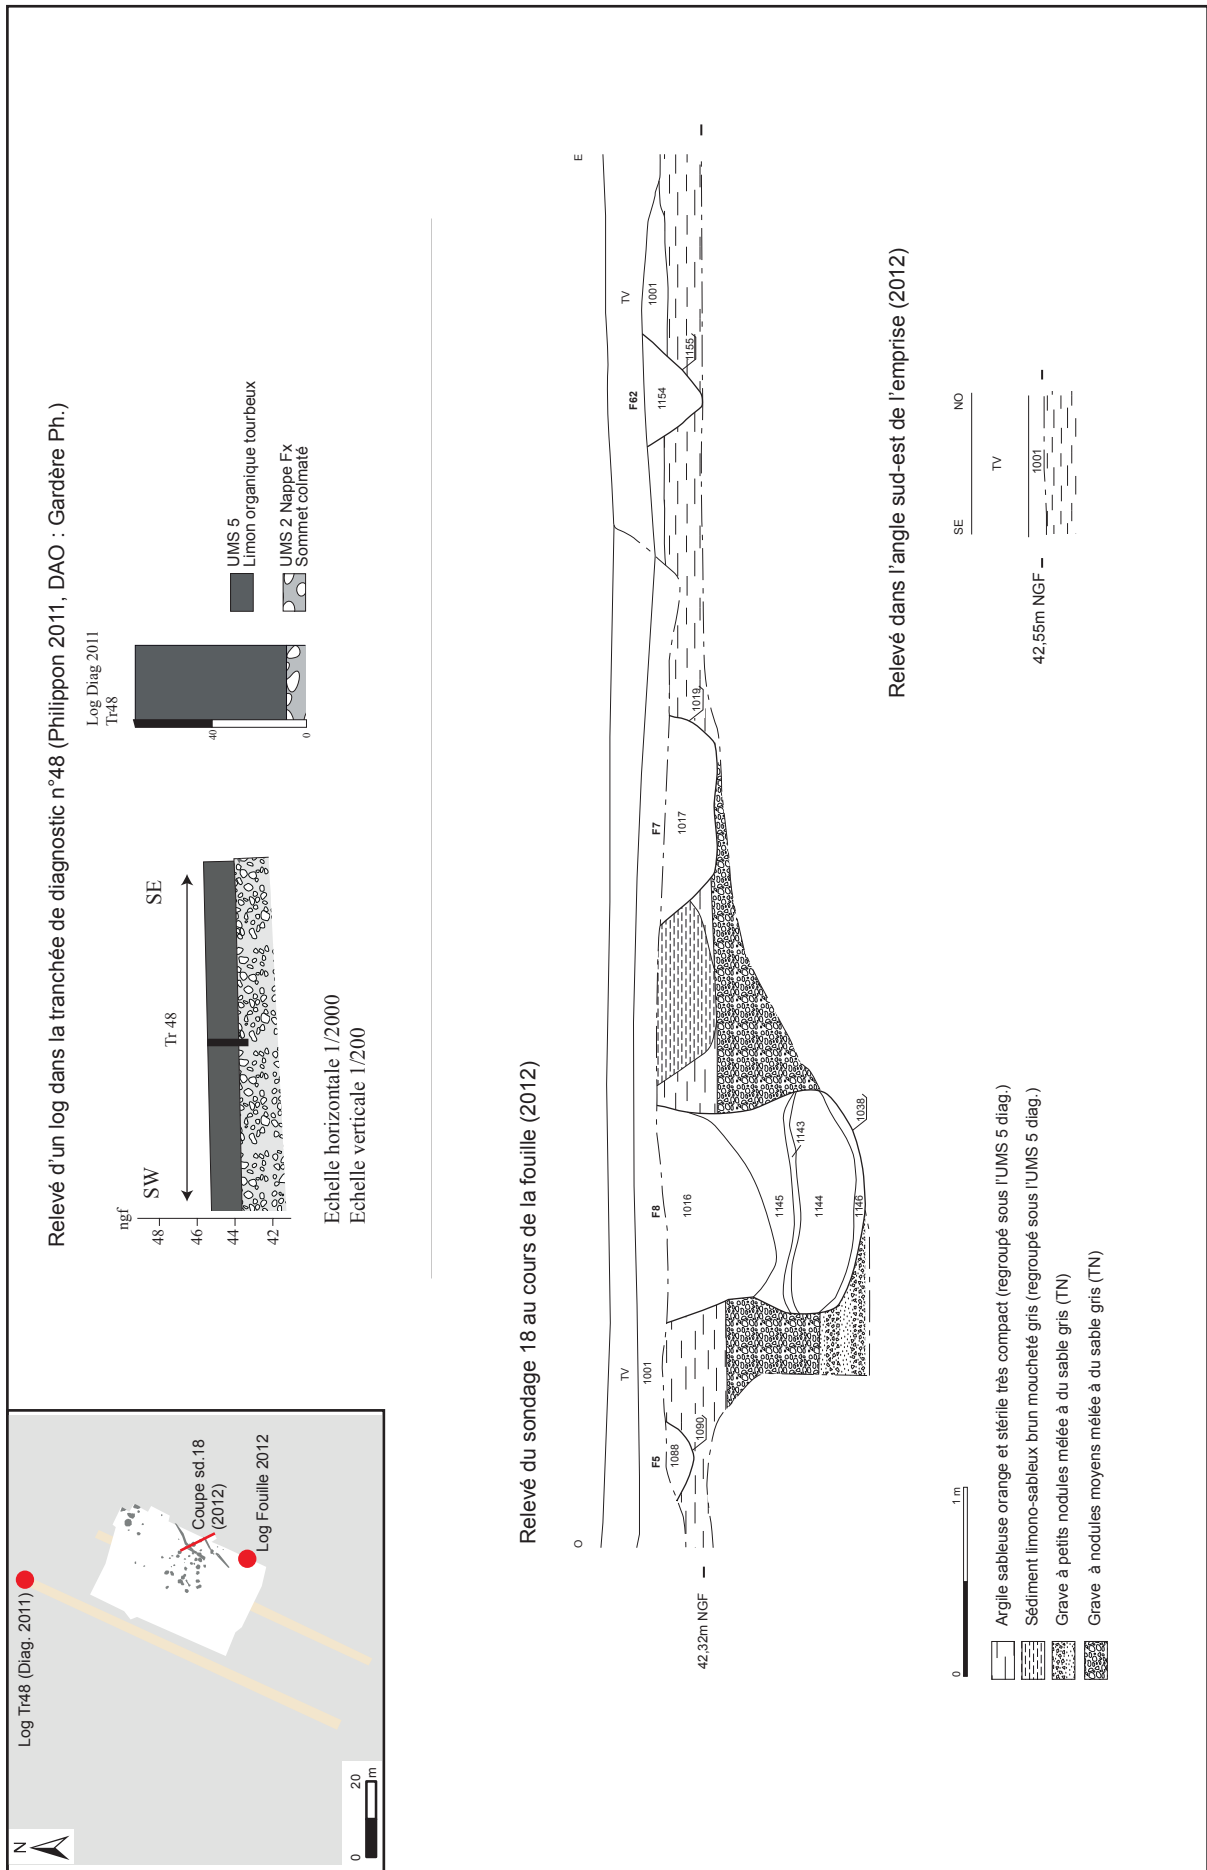 N
0
20
m
Log Tr48 (Diag. 2011)
Coupe sd.18
(2012)
Log Fouille 2012
Relevé d'un log dans la tranchée de diagnostic n°48 (Philippon 2011, DAO : Gardère Ph.)
ngf
48
46
44
42
SW
Tr 48
SE
Echelle horizontale 1/2000
Echelle verticale 1/200
Log Diag 2011
Tr48
40
0
UMS 5
Limon organique tourbeux
UMS 2 Nappe Fx
Sommet colmaté
Relevé du sondage 18 au cours de la fouille (2012)
O
E
TV
1001
F5
1088
1090
F8
1016
1145
1143
1144
1146
1038
F7
1017
1019
F62
1154
1155
TV
1001
42,32m NGF
Relevé dans l'angle sud-est de l'emprise (2012)
SE
NO
TV
1001
42,55m NGF
0
1 m
Argile sableuse orange et stérile très compact (regroupé sous l'UMS 5 diag.)
Sédiment limono-sableux brun moucheté gris (regroupé sous l'UMS 5 diag.)
Grave à petits nodules mélée à du sable gris (TN)
Grave à nodules moyens mélée à du sable gris (TN)